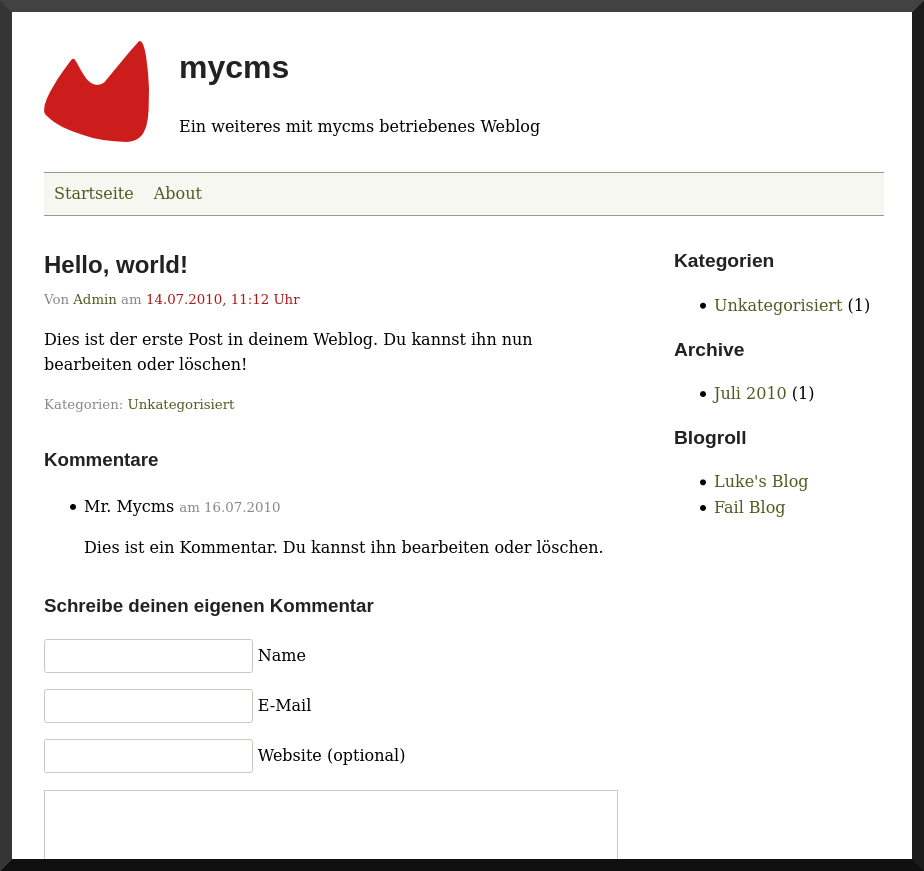 mycms
Ein weiteres mit mycms betriebenes Weblog
Startseite About
Hello, world!
Von Admin am 14.07.2010, 11:12 Uhr
Dies ist der erste Post in deinem Weblog. Du kannst ihn nun
bearbeiten oder löschen!
Kategorien: Unkategorisiert
Kommentare
Mr. Mycms am 16.07.2010
Dies ist ein Kommentar. Du kannst ihn bearbeiten oder löschen.
Schreibe deinen eigenen Kommentar
Name
E-Mail
Website (optional)
Kategorien
Unkategorisiert (1)
Archive
Juli 2010 (1)
Blogroll
Luke's Blog
Fail Blog